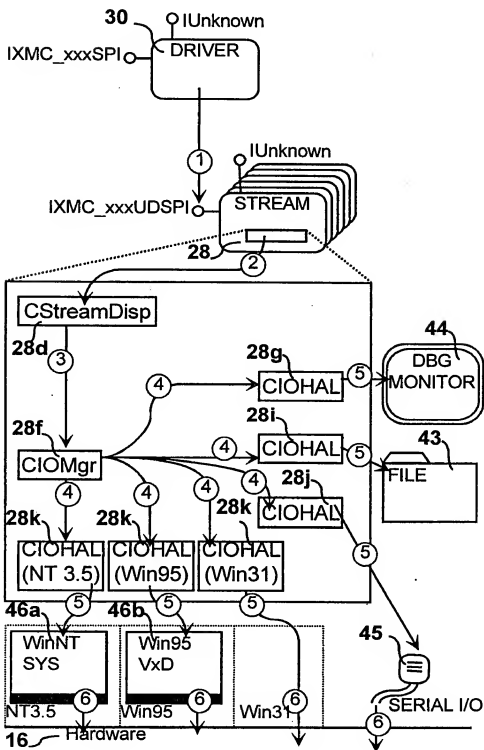 30
IUnknown
IXMC_xxxSPI
DRIVER
1
IUnknown
IXMC_xxxUDSPI
STREAM
28
2
CStreamDisp
28d
3
28g
CIOHAL
5
44
DBG
MONITOR
4
28f
CIOMgr
4
28i
CIOHAL
5
43
FILE
4
4
4
4
28j
CIOHAL
28k
28k
28k
CIOHAL
(NT 3.5)
CIOHAL
(Win95)
CIOHAL
(Win31)
5
46a
5
46b
5
5
WinNT
SYS
Win95
VxD
45
SERIAL I/O
6
6
6
6
NT3.5
Win95
Win31
16
Hardware